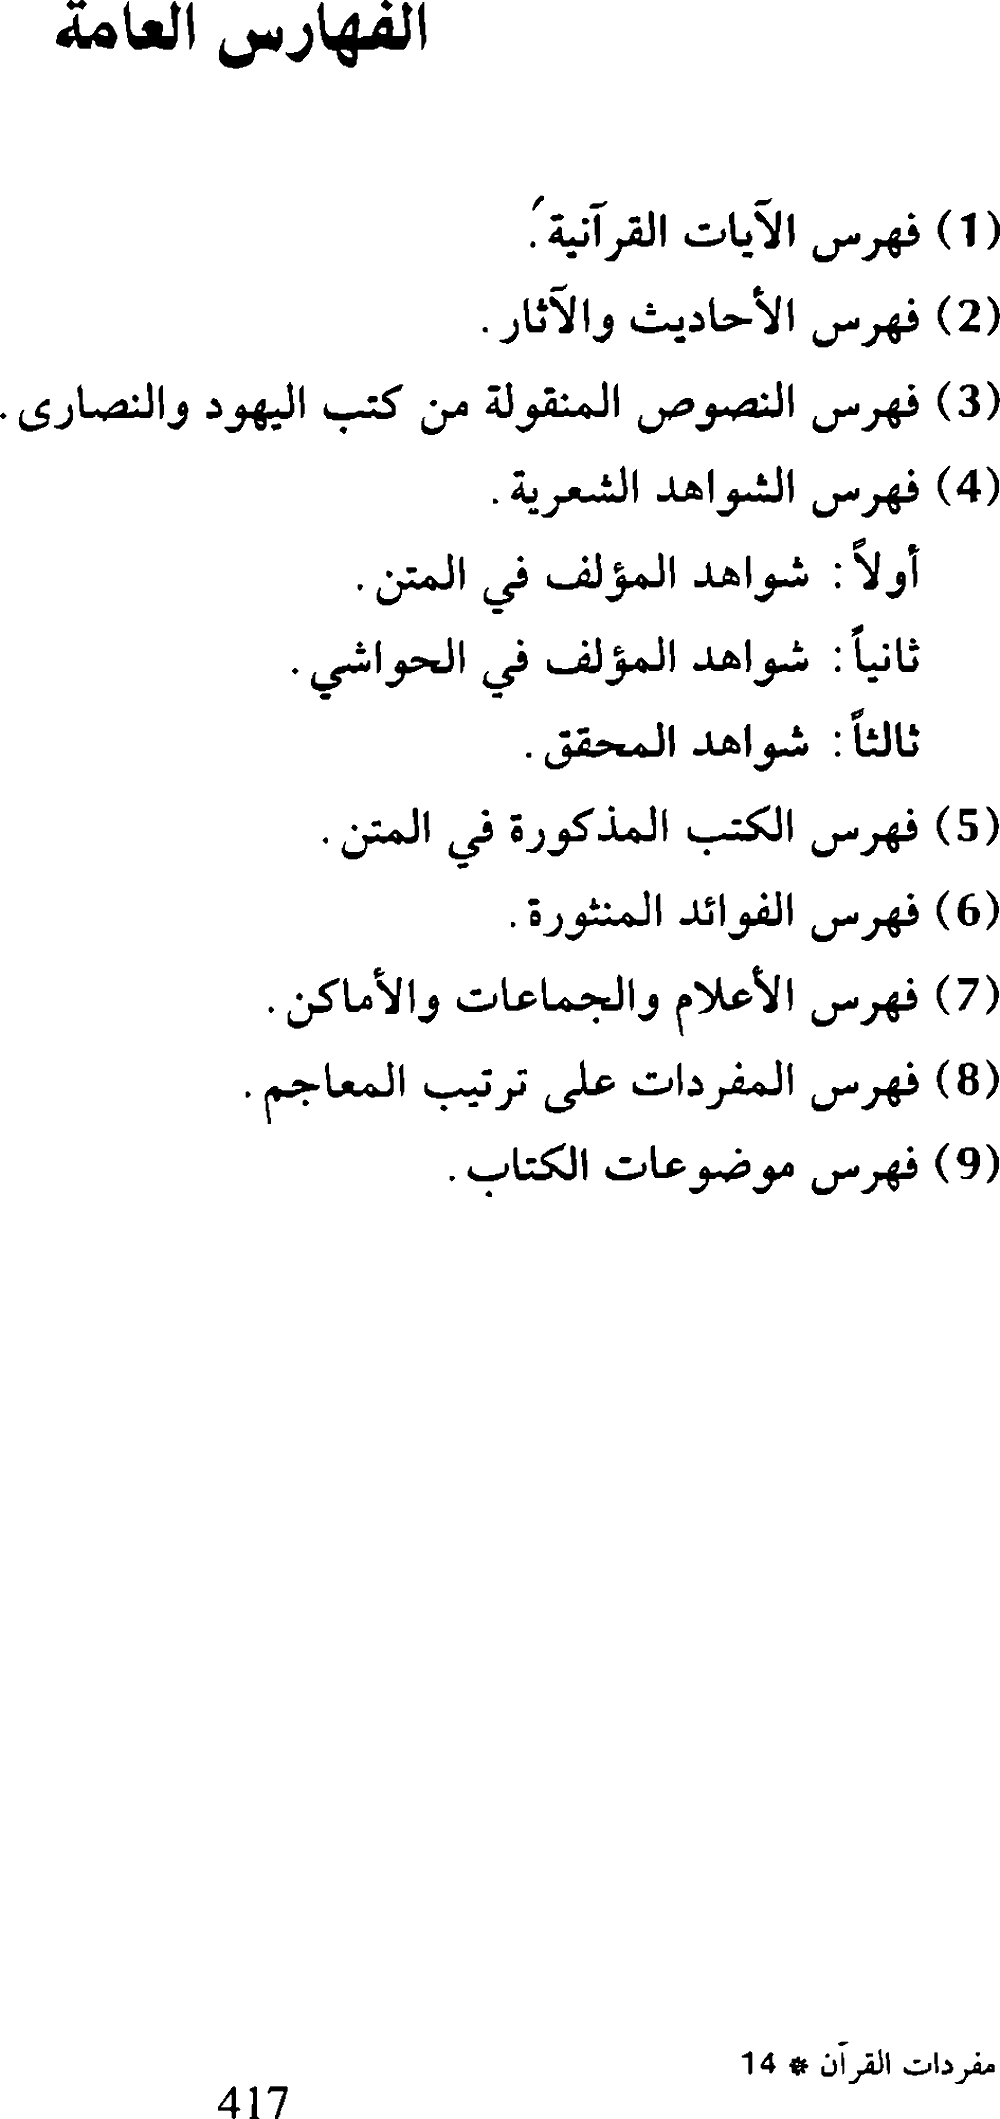 الفهارس العامة
(1) فهرس الآيات القرآنية.
(2) فهرس الأحاديث والآثار.
(3) فهرس النصوص المنقولة من كتب اليهود والنصارى.
(4) فهرس الشواهد الشعرية.
أولاً: شواهد المؤلف في المتن.
ثانياً: شواهد المؤلف في الحواشي.
ثالثاً: شواهد المحقق.
(5) فهرس الكتب المذكورة في المتن.
(6) فهرس الفوائد المنثورة.
(7) فهرس الأعلام والجماعات والأماكن.
(8) فهرس المفردات على ترتيب المعاجم.
(9) فهرس موضوعات الكتاب.
مفردات القرآن * 14
417